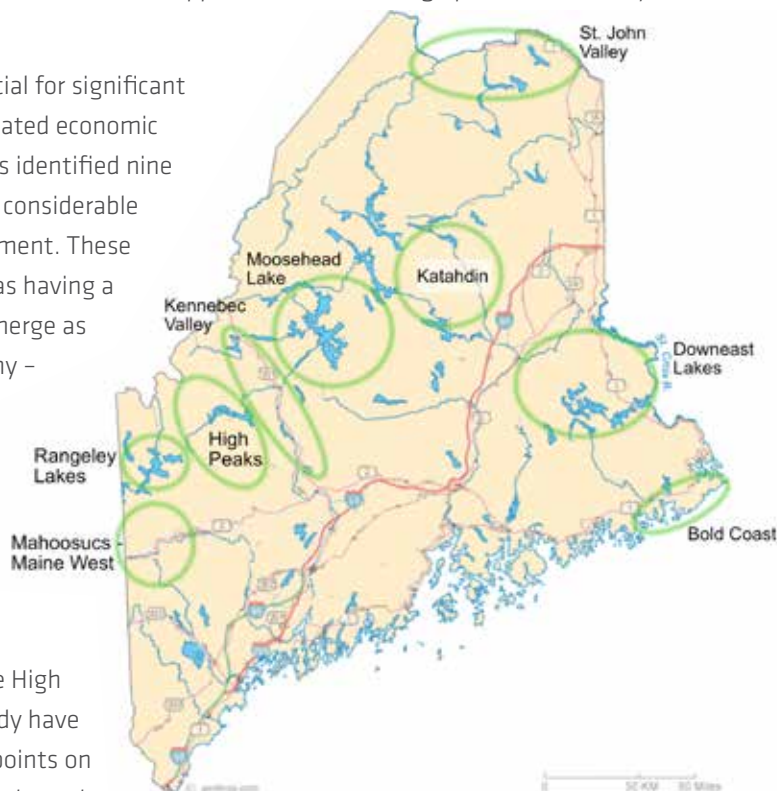 St. John
Valley
tial for significant
ated economic
s identified nine
considerable
ment. These
as having a
nerge as
ny –
Moosehead
Lake
Katahdin
Kennebec
Valley
Downeast
Lakes
High
Peaks
Rangeley
Lakes
Mahoosucs -
Maine West
Bold Coast
e High
dy have
points on
50 KM